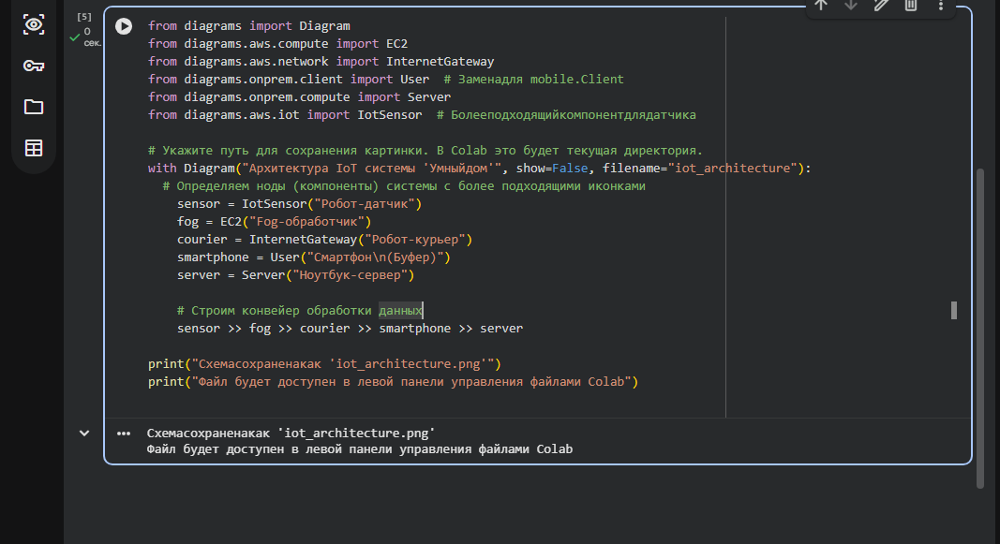 [5]
0
сек.
from diagrams import Diagram
from diagrams.aws.compute import EC2
from diagrams.aws.network import InternetGateway
from diagrams.onprem.client import User  # Заменадля mobile.Client
from diagrams.onprem.compute import Server
from diagrams.aws.iot import IotSensor  # Болееподходящийкомпонентдлядатчика
# Укажите путь для сохранения картинки. В Colab это будет текущая директория.
with Diagram("Архитектура IoT системы 'Умныйдом'", show=False, filename="iot_architecture"):
# Определяем ноды (компоненты) системы с более подходящими иконками
sensor = IotSensor("Робот-датчик")
fog = EC2("Fog-обработчик")
courier = InternetGateway("Робот-курьер")
smartphone = User("Смартфон\n(Буфер)")
server = Server("Ноутбук-сервер")
# Строим конвейер обработки данных
sensor >> fog >> courier >> smartphone >> server
print("Схемасохраненакак 'iot_architecture.png'")
print("Файл будет доступен в левой панели управления файлами Colab")
Схемасохраненакак 'iot_architecture.png'
Файл будет доступен в левой панели управления файлами Colab